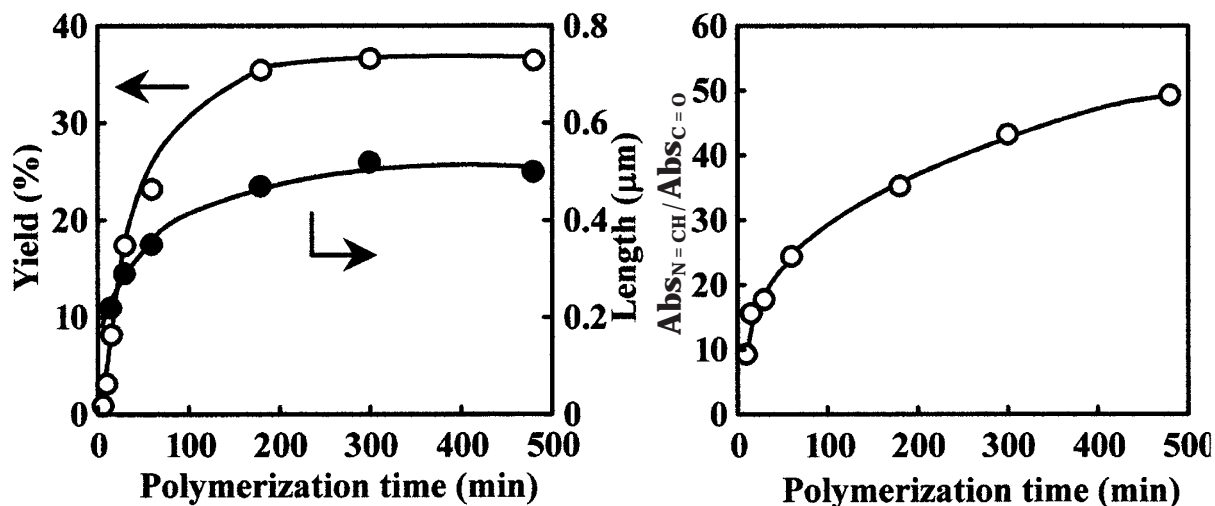 40
30
20
10
0
Yield (%)
0.8
0.6
0.4
0.2
0
Length (μm)
0 100 200 300 400 500
Polymerization time (min)
60
50
40
30
20
10
0
Abs_N = CH / Abs_C = O
0 100 200 300 400 500
Polymerization time (min)